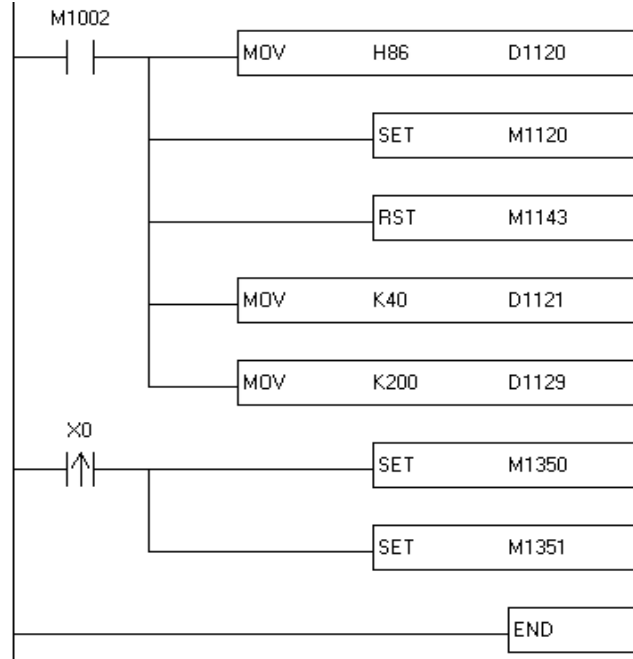 M1002
MOV H86 D1120
SET M1120
RST M1143
MOV K40 D1121
MOV K200 D1129
X0
SET M1350
SET M1351
END